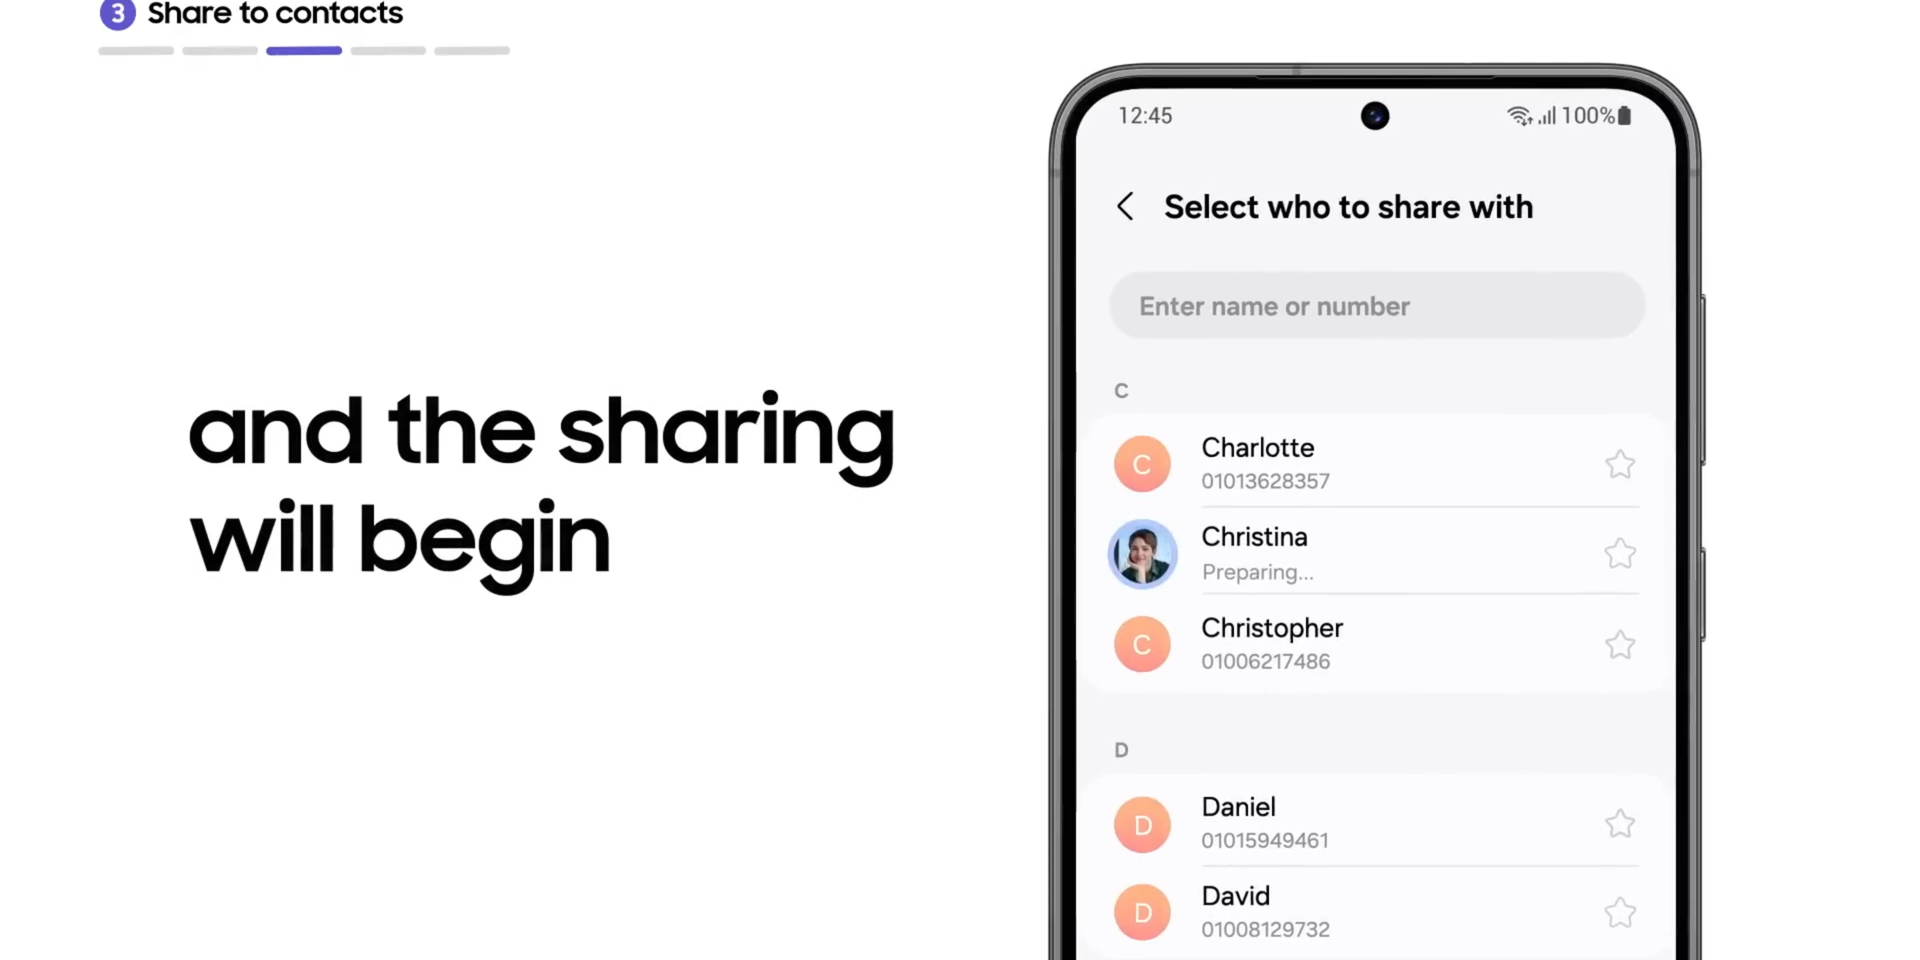 3 Share to contacts
and the sharing
will begin
12:45
100%
Select who to share with
Enter name or number
C
C
Charlotte
01013628357
Christina
Preparing...
C
Christopher
01006217486
D
D
Daniel
01015949461
D
David
01008129732